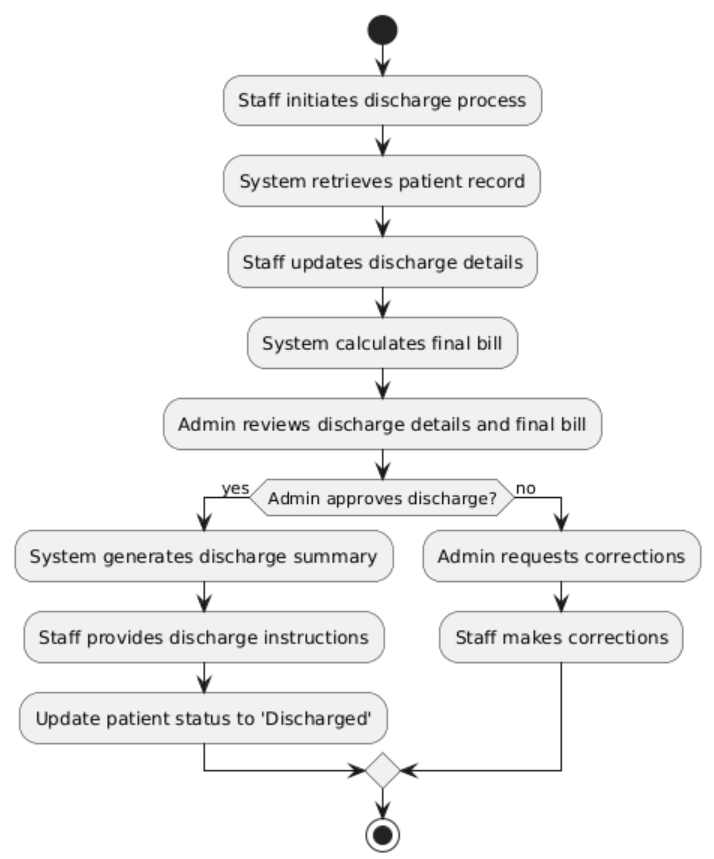 Staff initiates discharge process
System retrieves patient record
Staff updates discharge details
System calculates final bill
Admin reviews discharge details and final bill
yes
Admin approves discharge?
no
System generates discharge summary
Admin requests corrections
Staff provides discharge instructions
Staff makes corrections
Update patient status to 'Discharged'